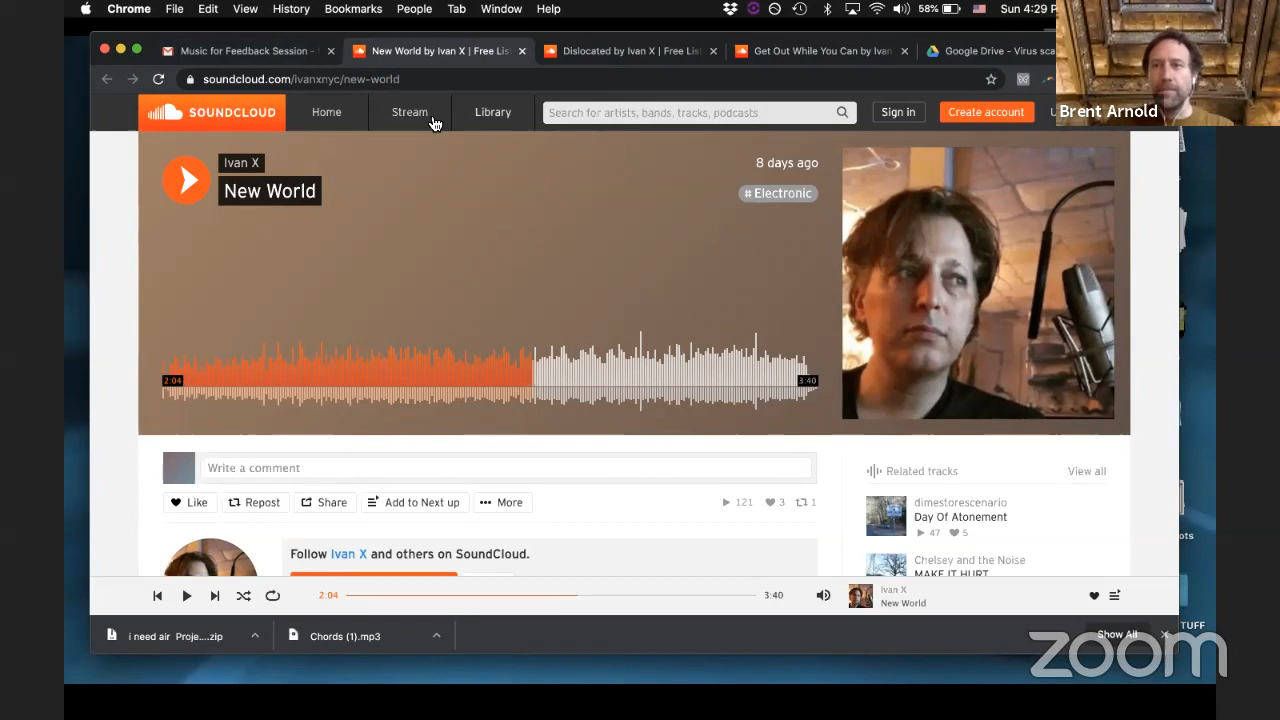 Chrome File Edit View History Bookmarks People Tab Window Help 58% Sun 4:29
Music for Feedback Session - New World by Ivan X | Free Lis Dislocated by Ivan X | Free List Get Out While You Can by Ivan Google Drive - Virus sca
soundcloud.com/ivanxnyc/new-world
SOUNDCLOUD Home Stream Library Search for artists, bands, tracks, podcasts Sign in Create account
Brent Arnold
Ivan X
8 days ago
New World
# Electronic
2:04
3:40
Write a comment
Related tracks View all
Like Repost Share Add to Next up More 121 3 1
dimestorescenario
Day Of Atonement
47 5
Follow Ivan X and others on SoundCloud.
Chelsey and the Noise
MAKE IT HURT
2:04 3:40
Ivan X
New World
i need air Proje....zip Chords (1).mp3 Show All
STUFF
zoom